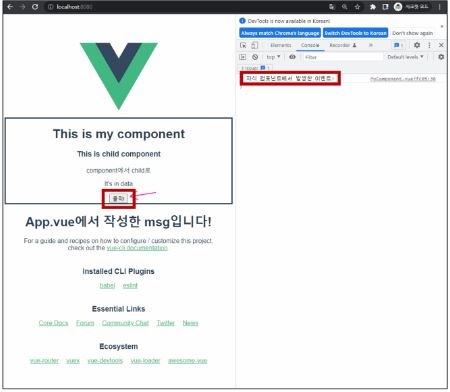 localhost:8080
시크릿 모드
DevTools is now available in Korean!
Always match Chrome's language
Switch DevTools to Korean
Don't show again
Elements
Console
Recorder
1
top
Filter
Default levels
1 Issue: 1
자식 컴포넌트에서 발생한 이벤트!
This is my component
This is child component
component에서 child로
It's in data
클릭!
App.vue에서 작성한 msg입니다!
For a guide and recipes on how to configure / customize this project,
check out the vue-cli documentation.
Installed CLI Plugins
babel eslint
Essential Links
Core Docs Forum Community Chat Twitter News
Ecosystem
vue-router vuex vue-devtools vue-loader awesome-vue